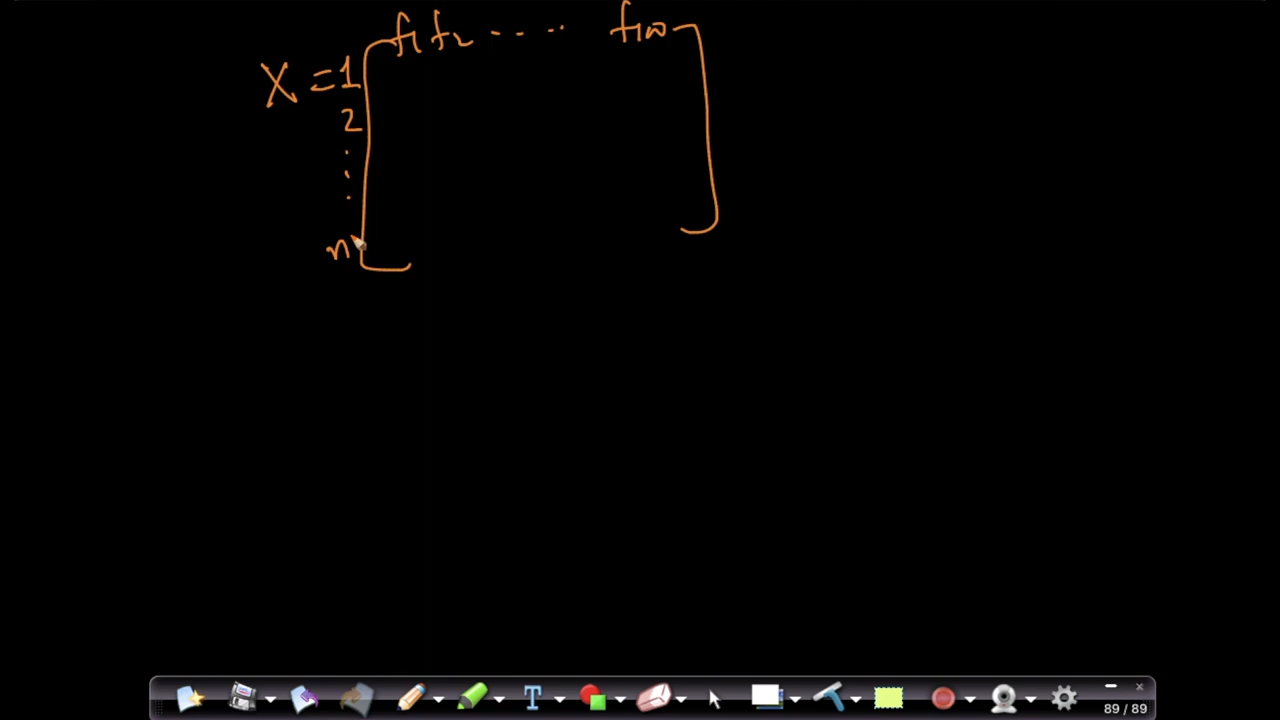 f1 f2 ---- f100
X = 1
2
⋮
n
T
89 / 89